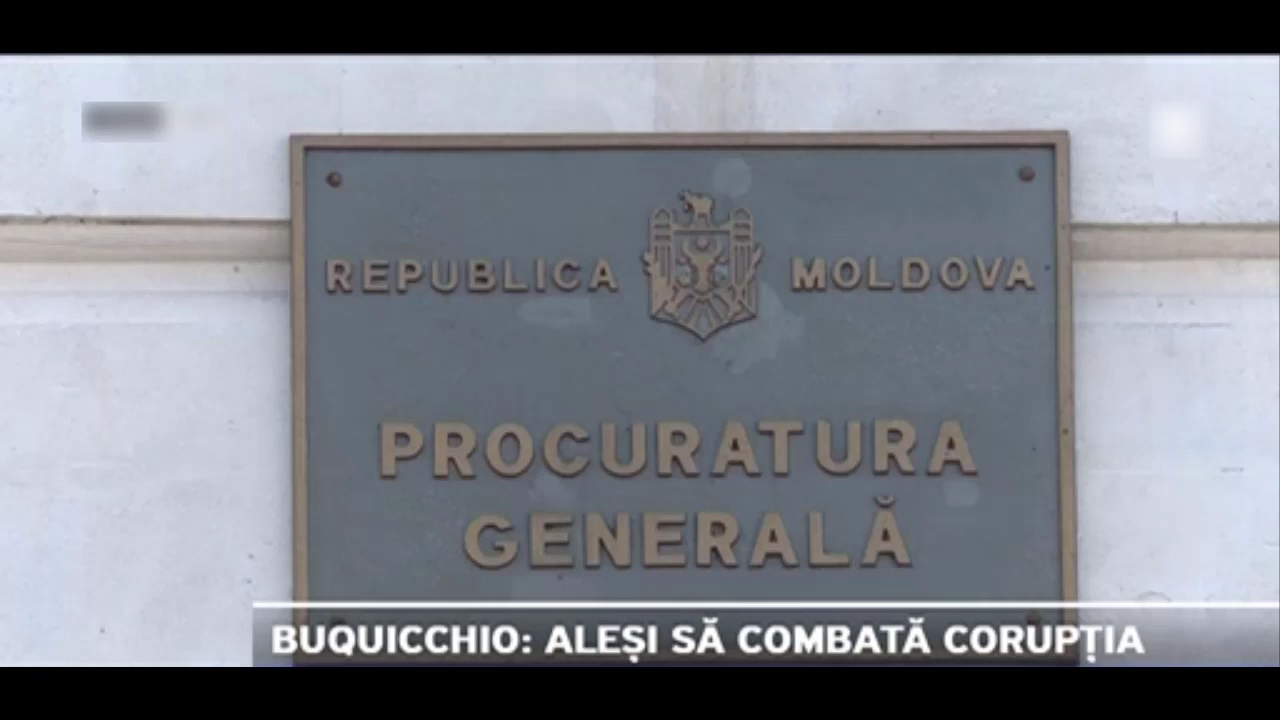 REPUBLICA MOLDOVA
PROCURATURA
GENERALĂ
BUQUICCHIO: ALEȘI SĂ COMBATĂ CORUPȚIA